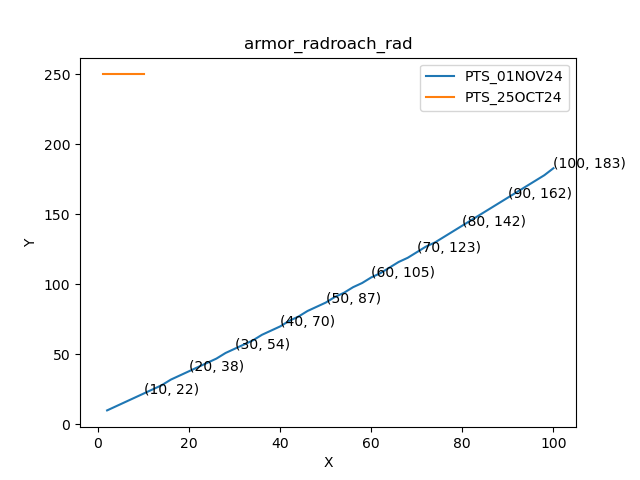 armor_radroach_rad
PTS_01NOV24
PTS_25OCT24
250
200
150
100
50
0
Y
(100, 183)
(90, 162)
(80, 142)
(70, 123)
(60, 105)
(50, 87)
(40, 70)
(30, 54)
(20, 38)
(10, 22)
0 20 40 60 80 100
X